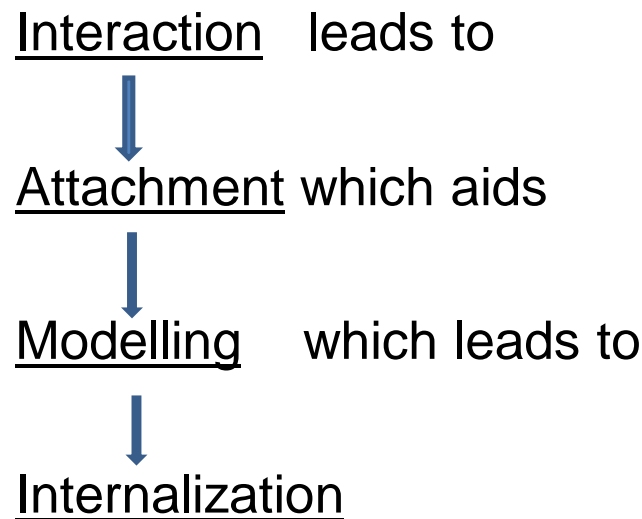 Interaction leads to
Attachment which aids
Modelling which leads to
Internalization